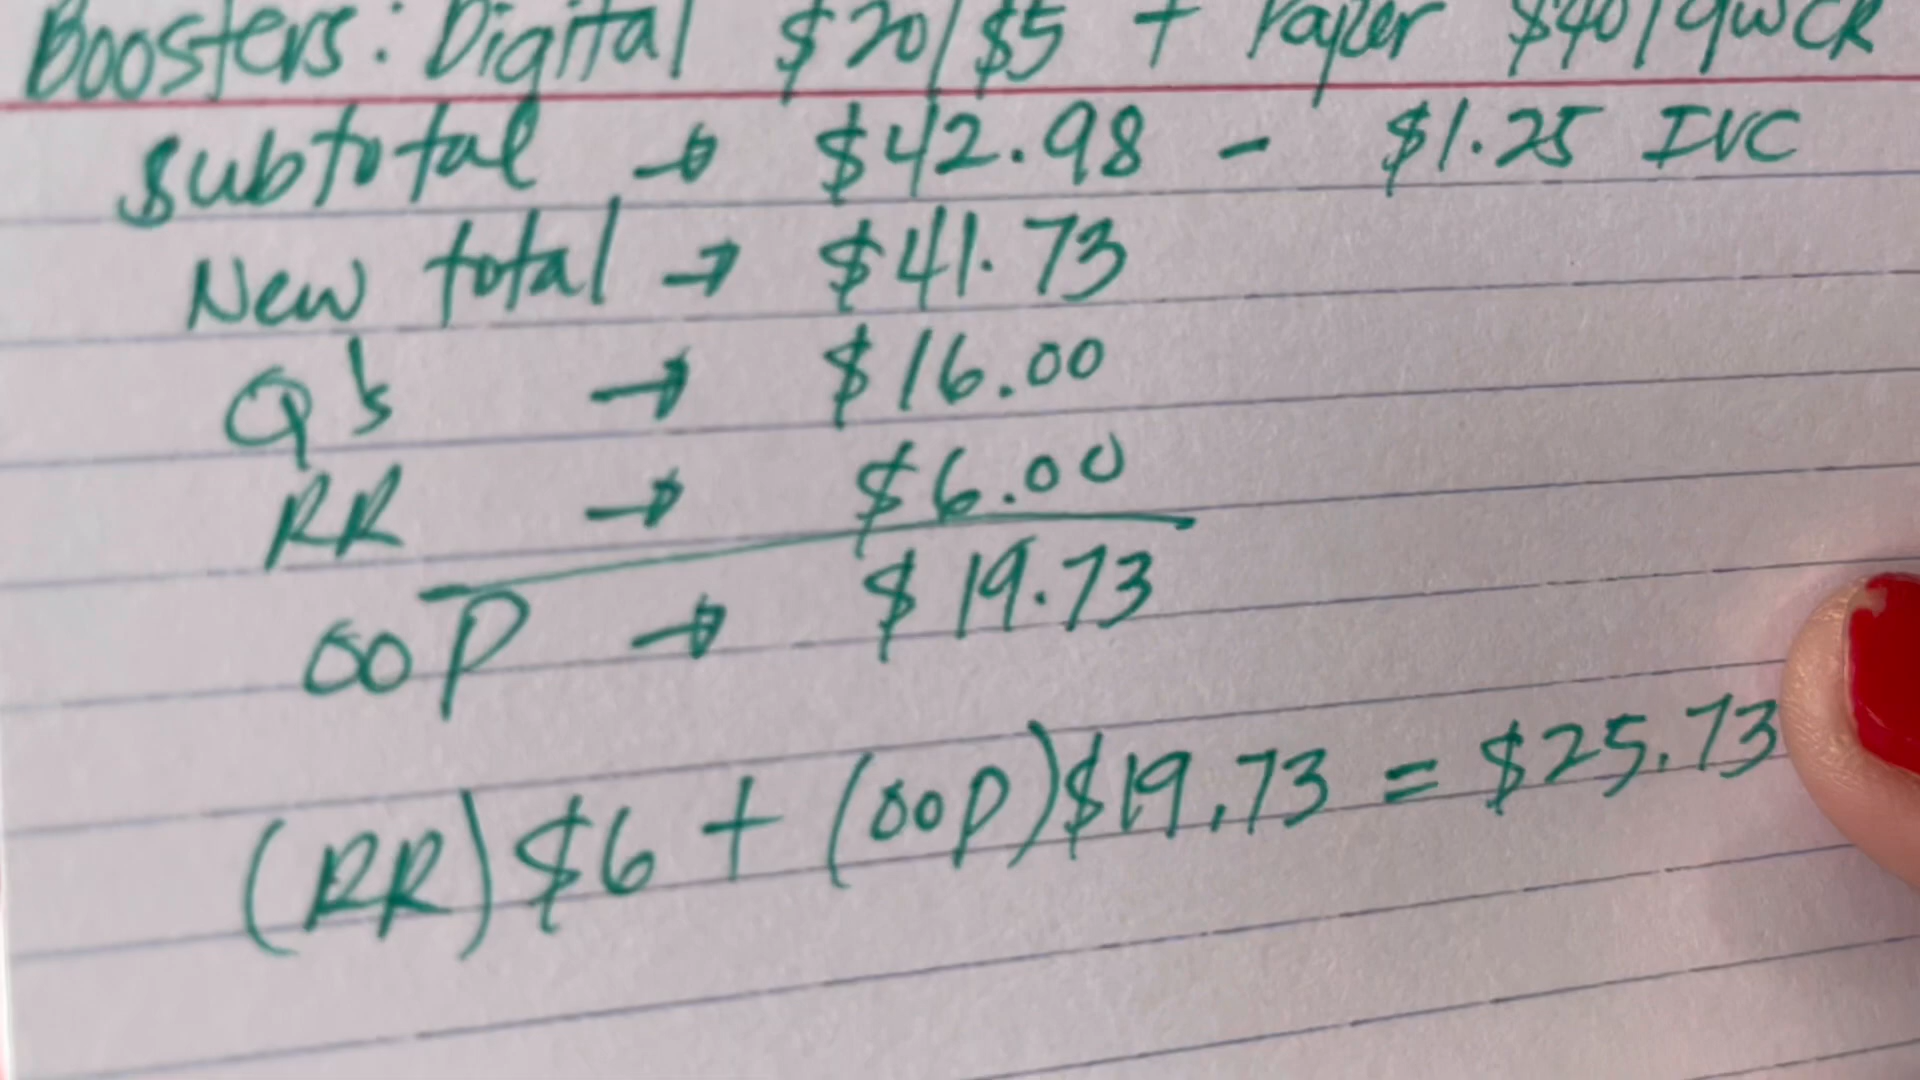 Boosters: Digital $20/$5 + Paper $40/9WCR
Subtotal → $42.98 - $1.25 IVC
New total → $41.73
Q's → $16.00
RR → $6.00
OOP → $19.73
(RR) $6 + (OOP) $19.73 = $25.73